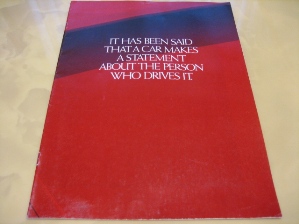 IT HAS BEEN SAID
THAT A CAR MAKES
A STATEMENT
ABOUT THE PERSON
WHO DRIVES IT.